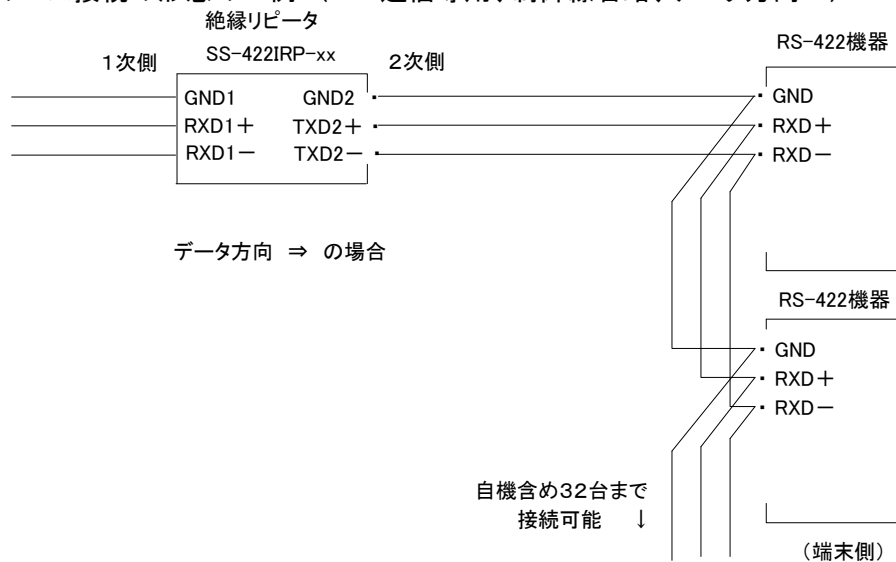 絶縁リピータ
SS-422IRP-xx
1次側
2次側
GND1 GND2
RXD1＋ TXD2＋
RXD1－ TXD2－
データ方向 ⇒ の場合
RS-422機器
GND
RXD＋
RXD－
RS-422機器
GND
RXD＋
RXD－
自機含め32台まで
接続可能 ↓
（端末側）